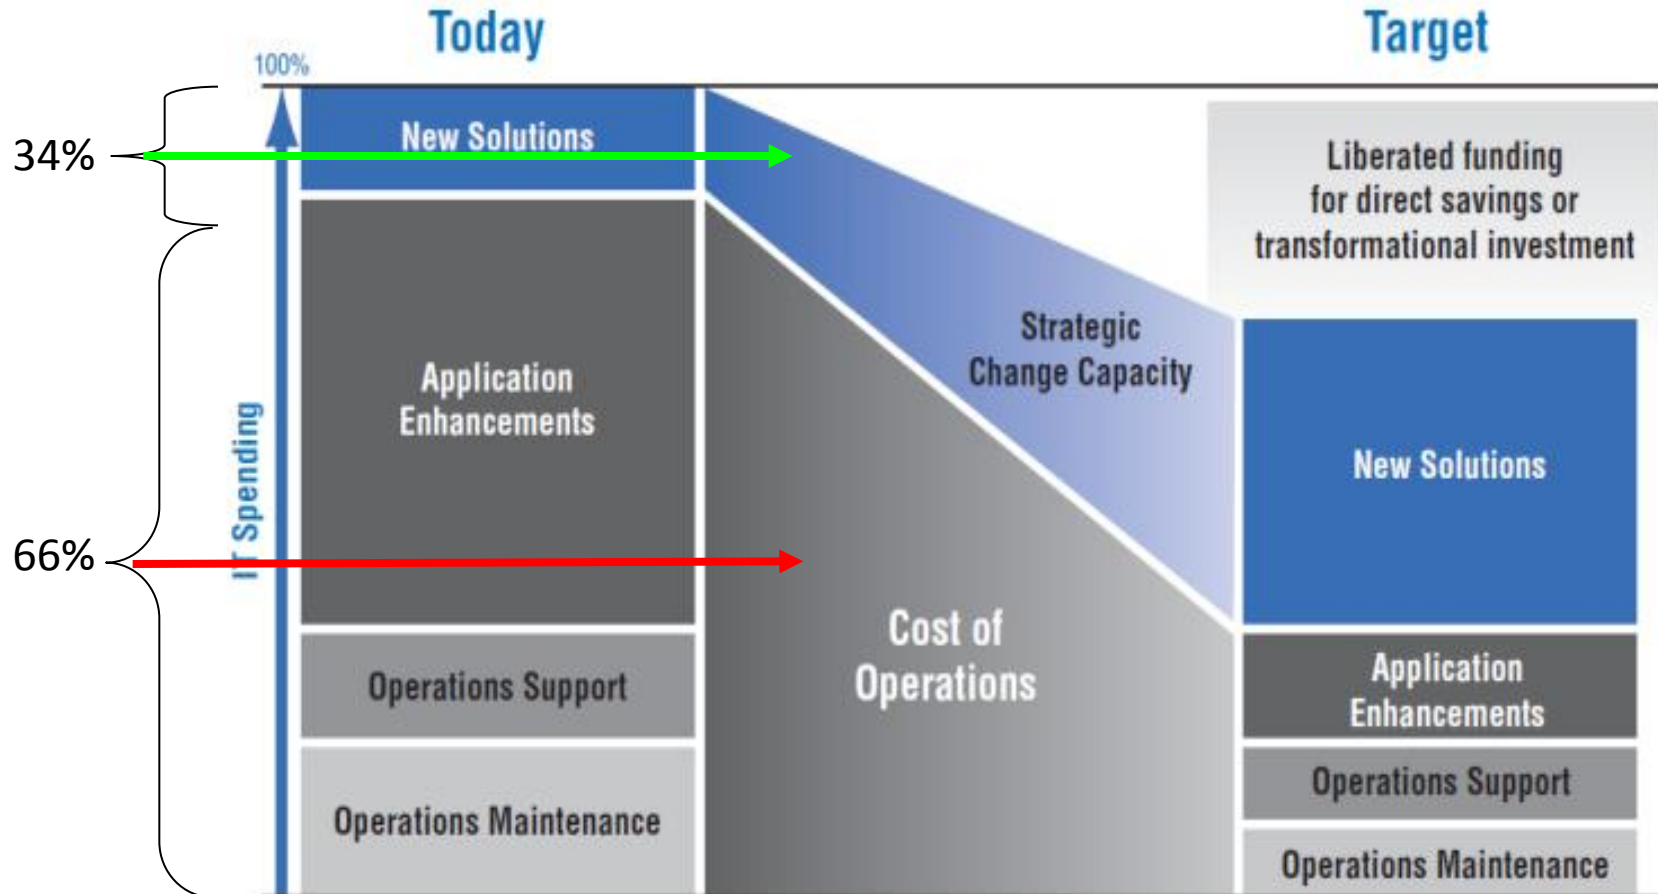 Today
Target
100%
34%
New Solutions
Liberated funding
for direct savings or
transformational investment
Strategic
Change Capacity
Application
Enhancements
New Solutions
IT Spending
66%
Cost of
Operations
Operations Support
Application
Enhancements
Operations Support
Operations Maintenance
Operations Maintenance